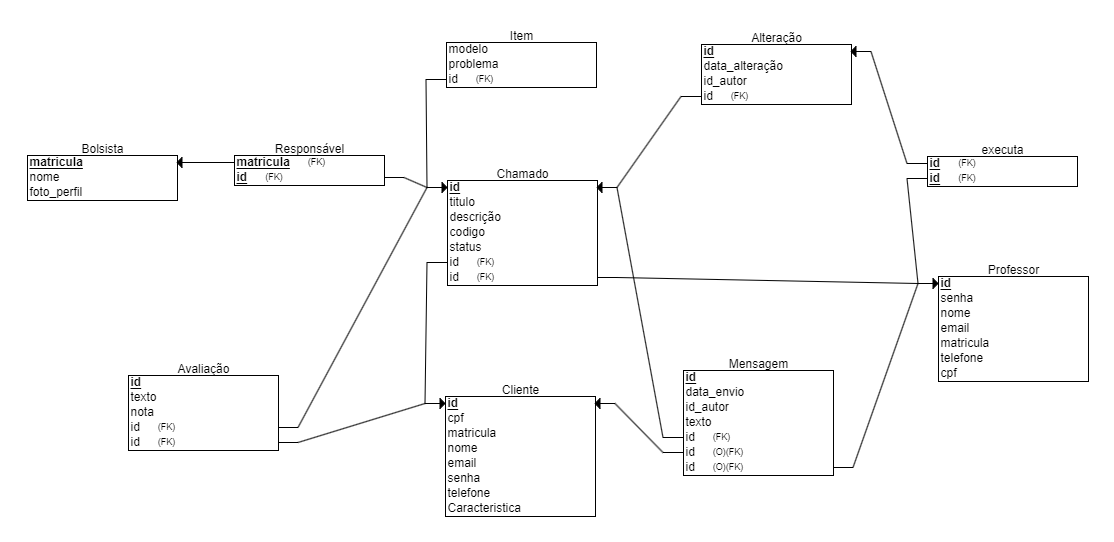 Item
modelo
problema
id (FK)
Alteração
id
data_alteração
id_autor
id (FK)
Bolsista
matricula
nome
foto_perfil
Responsável
matricula (FK)
id (FK)
executa
id (FK)
id (FK)
Chamado
id
titulo
descrição
codigo
status
id (FK)
id (FK)
Professor
id
senha
nome
email
matricula
telefone
cpf
Avaliação
id
texto
nota
id (FK)
id (FK)
Cliente
id
cpf
matricula
nome
email
senha
telefone
Caracteristica
Mensagem
id
data_envio
id_autor
texto
id (FK)
id (O)(FK)
id (O)(FK)